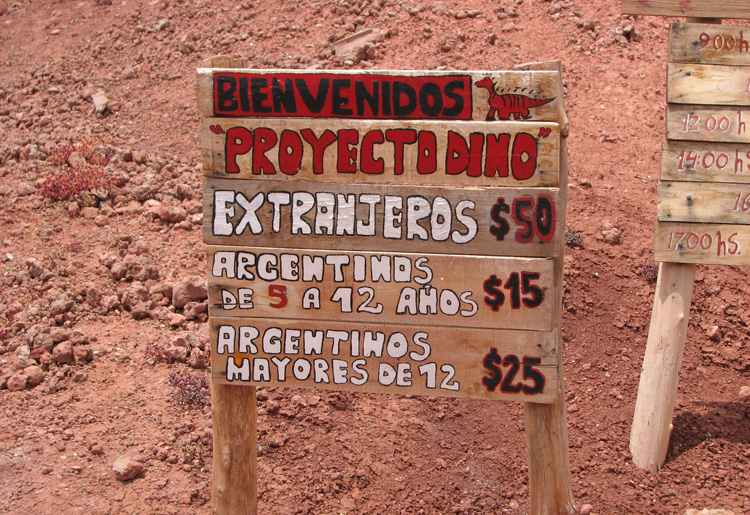 BIENVENIDOS
"PROYECTO DINO"
EXTRANJEROS $50
ARGENTINOS
DE 5 A 12 AÑOS $15
ARGENTINOS
MAYORES DE 12 $25
9:00 h
12:00 h
14:00 h
17:00 hs.